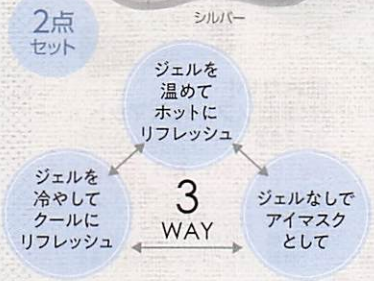 シルバー
2点
セット
ジェルを
温めて
ホットに
リフレッシュ
ジェルを
冷やして
クールに
リフレッシュ
3
WAY
ジェルなしで
アイマスク
として